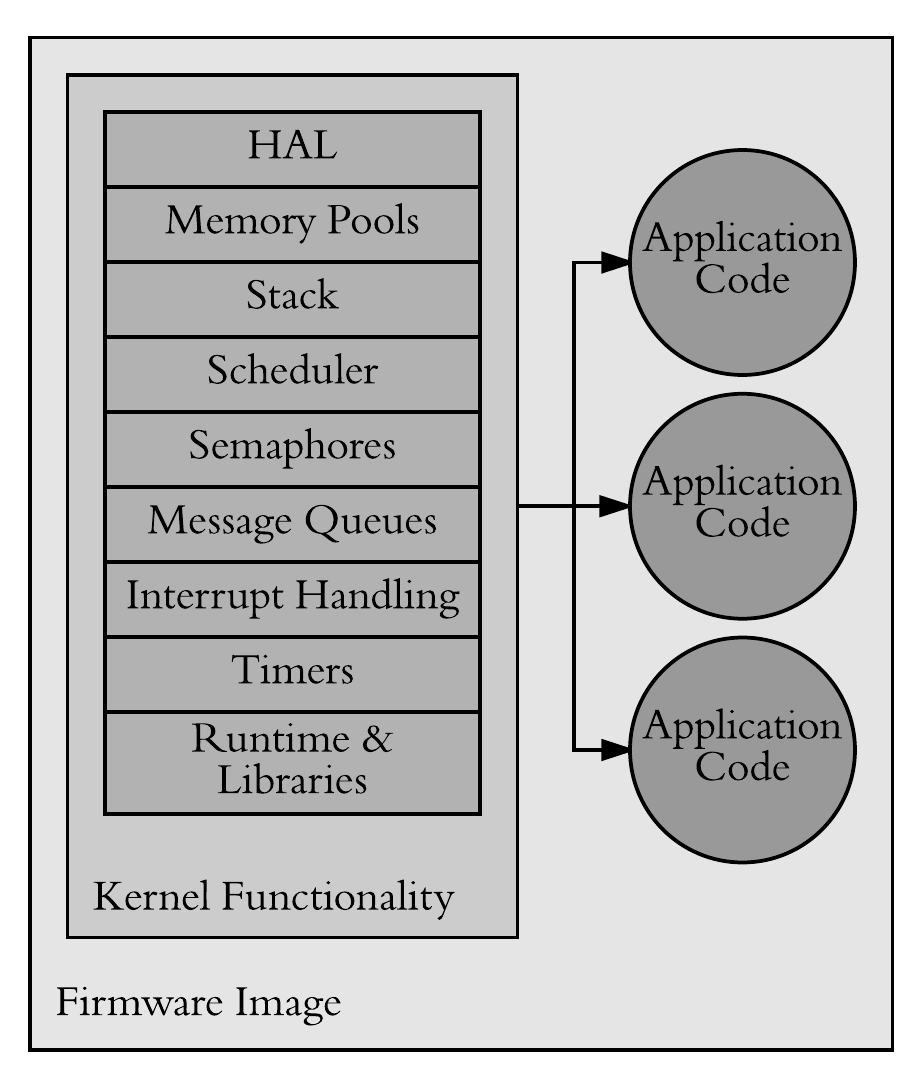 HAL
Memory Pools
Stack
Scheduler
Semaphores
Message Queues
Interrupt Handling
Timers
Runtime &
Libraries
Kernel Functionality
Firmware Image
Application
Code
Application
Code
Application
Code